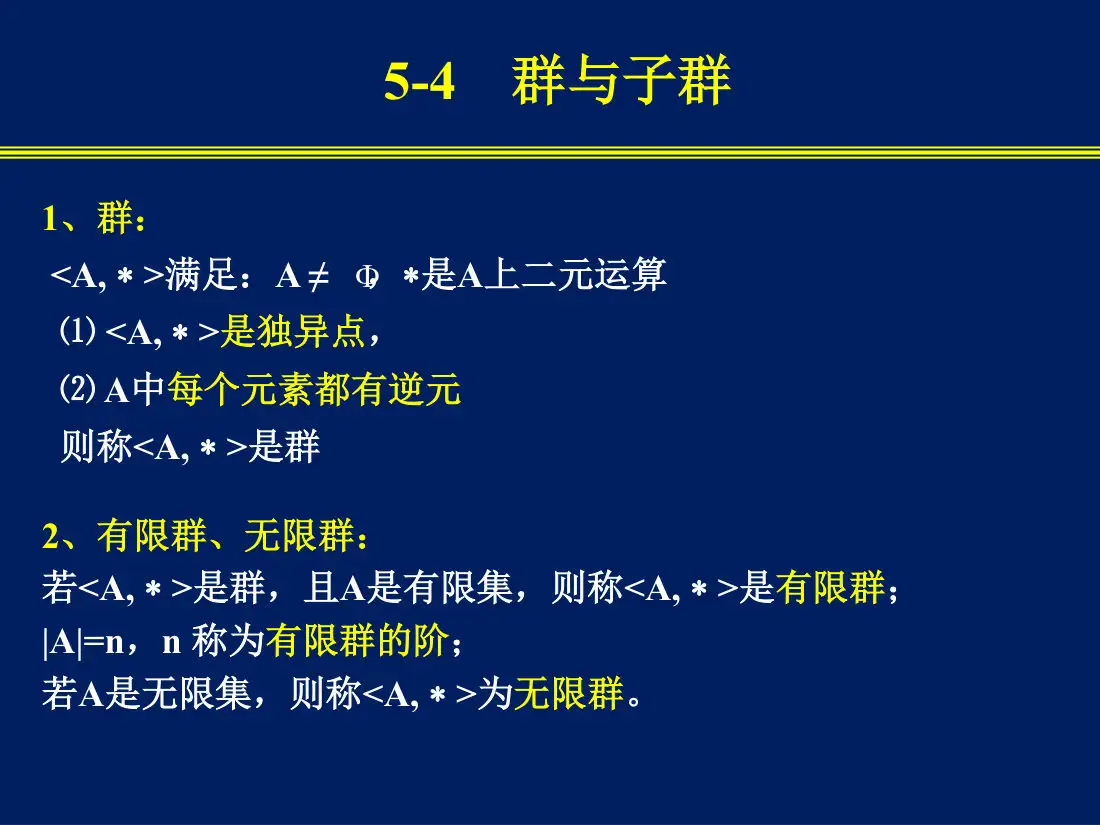 5-4 群与子群
1、群：
<A,＊>满足：A ≠ Φ，*是A上二元运算
⑴ <A,＊>是独异点，
⑵ A中每个元素都有逆元
则称<A,＊>是群
2、有限群、无限群：
若<A,＊>是群，且A是有限集，则称<A,＊>是有限群；
|A|=n，n 称为有限群的阶；
若A是无限集，则称<A,＊>为无限群。